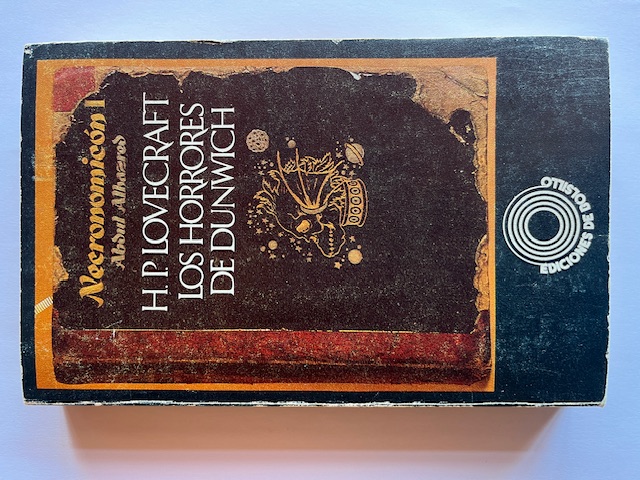 Necronomicón I
Abdul Alhazred
H. P. LOVECRAFT
LOS HORRORES
DE DUNWICH
EDICIONES DE BOLSILLO